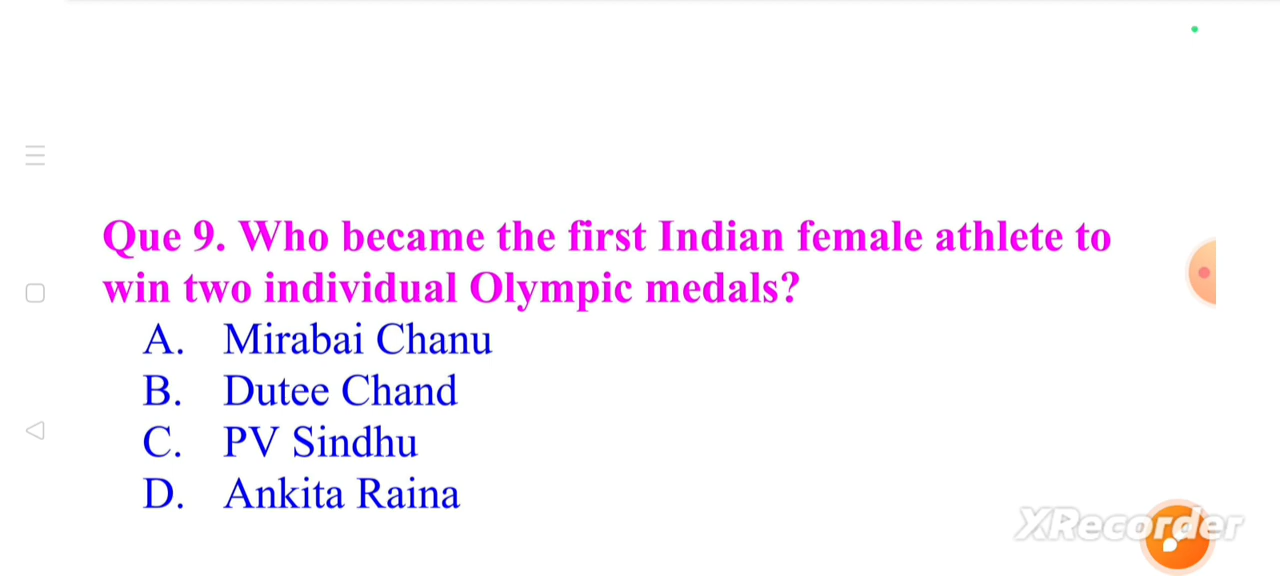 Que 9. Who became the first Indian female athlete to
win two individual Olympic medals?
A. Mirabai Chanu
B. Dutee Chand
C. PV Sindhu
D. Ankita Raina
XRecorder